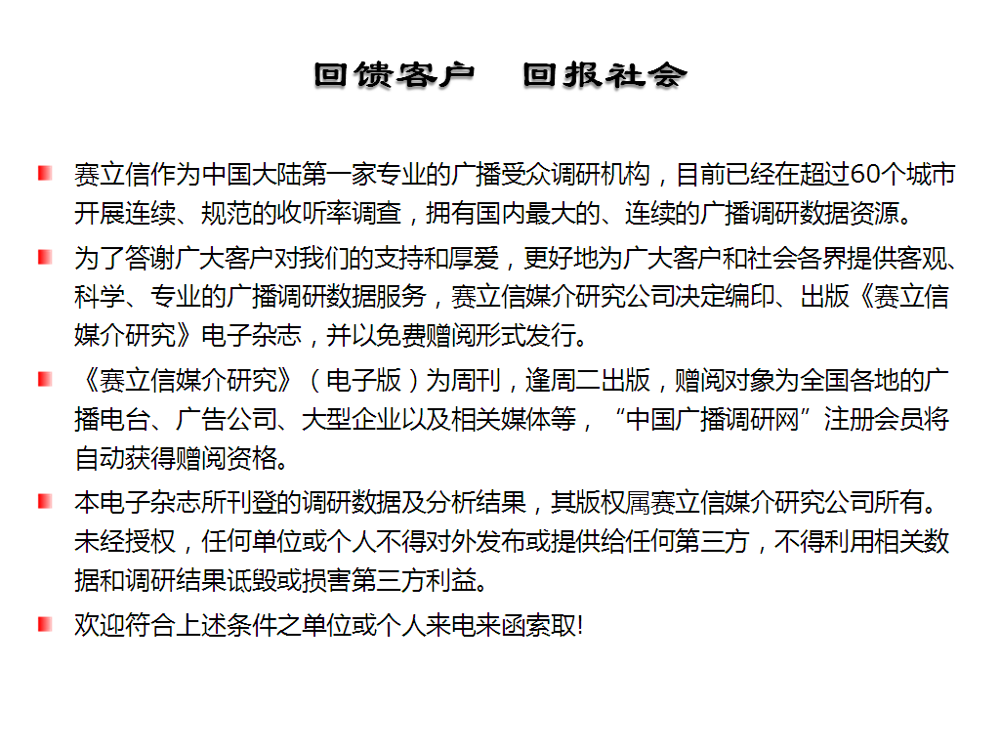 回馈客户　回报社会
赛立信作为中国大陆第一家专业的广播受众调研机构，目前已经在超过60个城市
开展连续、规范的收听率调查，拥有国内最大的、连续的广播调研数据资源。
为了答谢广大客户对我们的支持和厚爱，更好地为广大客户和社会各界提供客观、
科学、专业的广播调研数据服务，赛立信媒介研究公司决定编印、出版《赛立信
媒介研究》电子杂志，并以免费赠阅形式发行。
《赛立信媒介研究》（电子版）为周刊，逢周二出版，赠阅对象为全国各地的广
播电台、广告公司、大型企业以及相关媒体等，“中国广播调研网”注册会员将
自动获得赠阅资格。
本电子杂志所刊登的调研数据及分析结果，其版权属赛立信媒介研究公司所有。
未经授权，任何单位或个人不得对外发布或提供给任何第三方，不得利用相关数
据和调研结果诋毁或损害第三方利益。
欢迎符合上述条件之单位或个人来电来函索取!